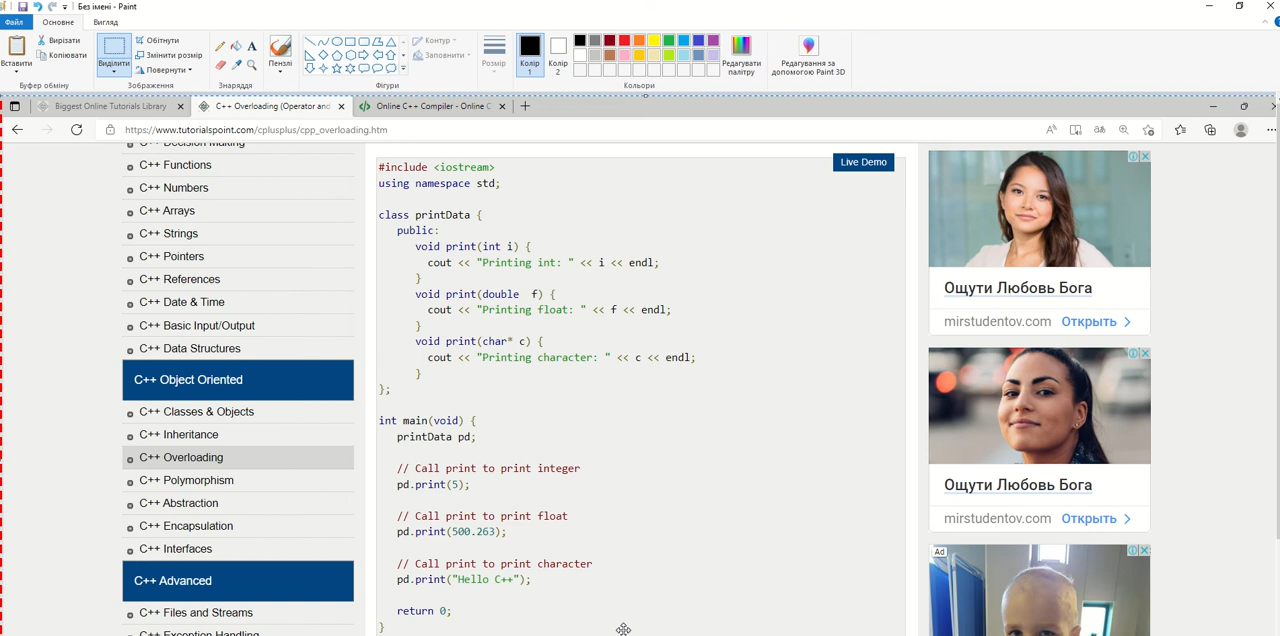 Без імені - Paint
Файл
Основне
Вигляд
Вставити
Вирізати
Копіювати
Буфер обміну
Виділити
Обітнути
Змінити розмір
Повернути
Зображення
A
Знаряддя
Пензлі
Контур
Заповнити
Фігури
Розмір
Колір 1
Колір 2
Кольори
Редагувати палітру
Редагування за допомогою Paint 3D
Biggest Online Tutorials Library
C++ Overloading (Operator and
Online C++ Compiler - Online C
https://www.tutorialspoint.com/cplusplus/cpp_overloading.htm
C++ Decision Making
C++ Functions
C++ Numbers
C++ Arrays
C++ Strings
C++ Pointers
C++ References
C++ Date & Time
C++ Basic Input/Output
C++ Data Structures
C++ Object Oriented
C++ Classes & Objects
C++ Inheritance
C++ Overloading
C++ Polymorphism
C++ Abstraction
C++ Encapsulation
C++ Interfaces
C++ Advanced
C++ Files and Streams
C++ Exception Handling
Live Demo
#include <iostream>
using namespace std;
class printData {
public:
void print(int i) {
cout << "Printing int: " << i << endl;
}
void print(double  f) {
cout << "Printing float: " << f << endl;
}
void print(char* c) {
cout << "Printing character: " << c << endl;
}
};
int main(void) {
printData pd;
// Call print to print integer
pd.print(5);
// Call print to print float
pd.print(500.263);
// Call print to print character
pd.print("Hello C++");
return 0;
}
Ощути Любовь Бога
mirstudentov.com Открыть
Ощути Любовь Бога
mirstudentov.com Открыть
Ad